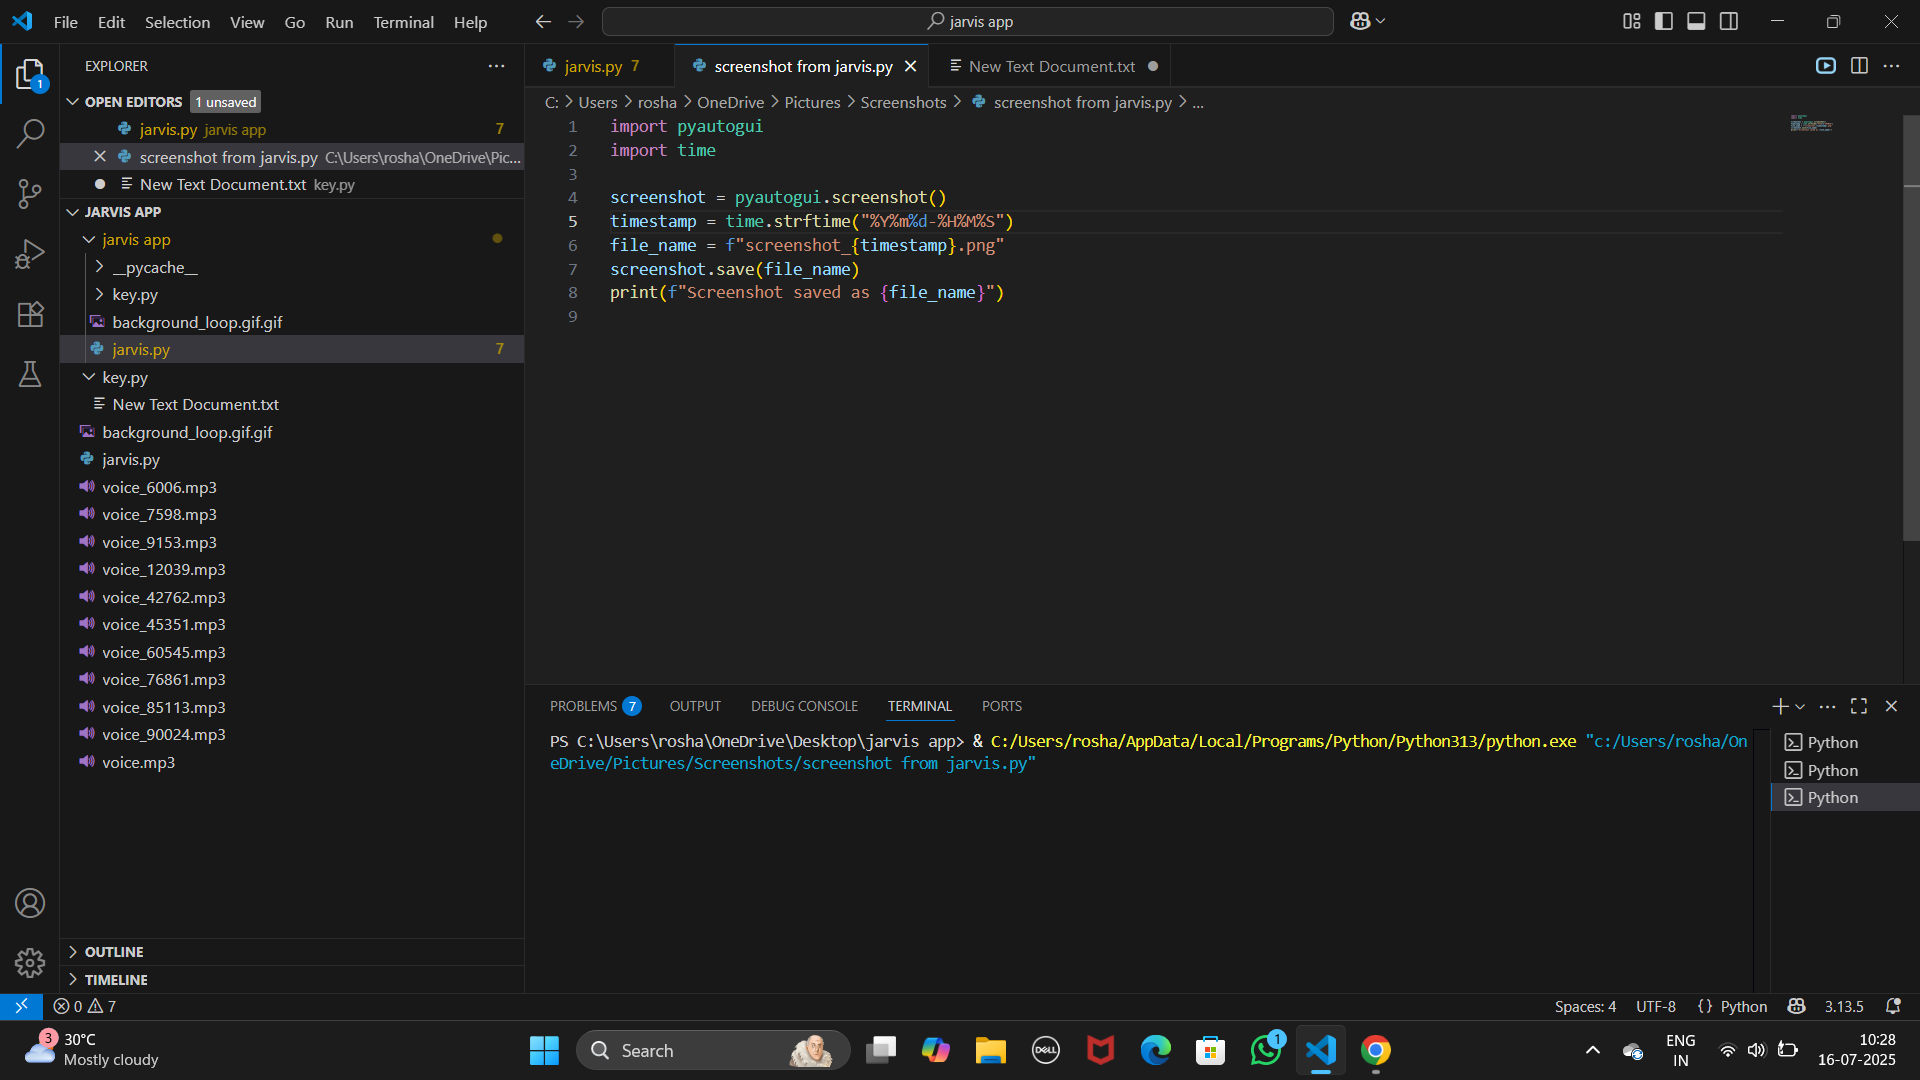 File Edit Selection View Go Run Terminal Help
jarvis app
EXPLORER
OPEN EDITORS 1 unsaved
jarvis.py jarvis app 7
screenshot from jarvis.py C:\Users\rosha\OneDrive\Pic...
New Text Document.txt key.py
JARVIS APP
jarvis app
__pycache__
key.py
background_loop.gif.gif
jarvis.py 7
key.py
New Text Document.txt
background_loop.gif.gif
jarvis.py
voice_6006.mp3
voice_7598.mp3
voice_9153.mp3
voice_12039.mp3
voice_42762.mp3
voice_45351.mp3
voice_60545.mp3
voice_76861.mp3
voice_85113.mp3
voice_90024.mp3
voice.mp3
OUTLINE
TIMELINE
1
jarvis.py 7
screenshot from jarvis.py
New Text Document.txt
C: > Users > rosha > OneDrive > Pictures > Screenshots > screenshot from jarvis.py > ...
1 import pyautogui
2 import time
3
4 screenshot = pyautogui.screenshot()
5 timestamp = time.strftime("%Y%m%d-%H%M%S")
6 file_name = f"screenshot_{timestamp}.png"
7 screenshot.save(file_name)
8 print(f"Screenshot saved as {file_name}")
9
PROBLEMS 7 OUTPUT DEBUG CONSOLE TERMINAL PORTS
PS C:\Users\rosha\OneDrive\Desktop\jarvis app> & C:/Users/rosha/AppData/Local/Programs/Python/Python313/python.exe "c:/Users/rosha/On
eDrive/Pictures/Screenshots/screenshot from jarvis.py"
Python
Python
Python
0 7
Spaces: 4 UTF-8 {} Python 3.13.5
3
30°C
Mostly cloudy
Search
DELL
1
ENG
IN
10:28
16-07-2025